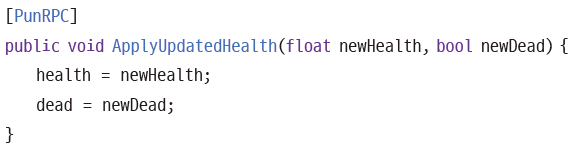 [PunRPC]
public void ApplyUpdatedHealth(float newHealth, bool newDead) {
    health = newHealth;
    dead = newDead;
}